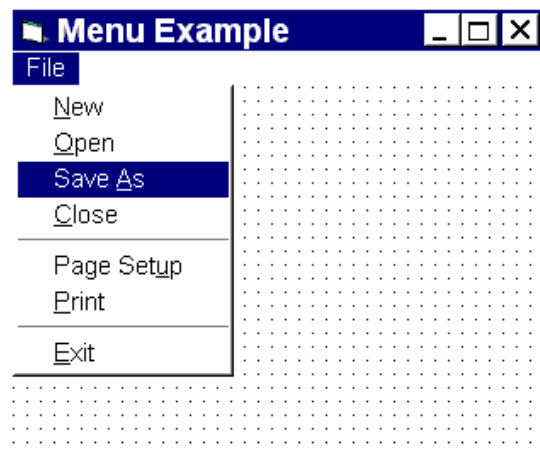 Menu Example
File
New
Open
Save As
Close
Page Setup
Print
Exit